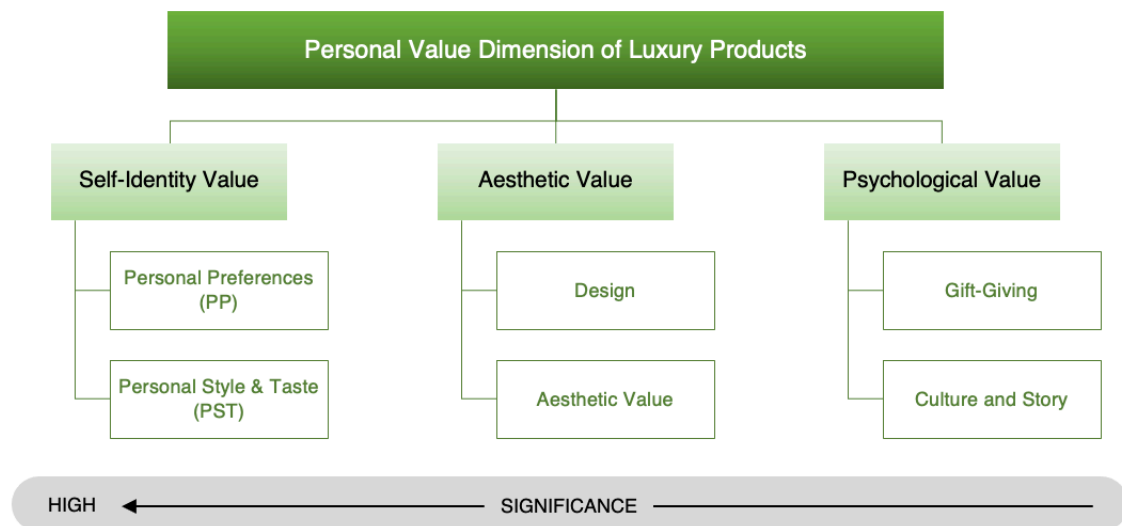 Personal Value Dimension of Luxury Products
Self-Identity Value
Aesthetic Value
Psychological Value
Personal Preferences
(PP)
Design
Gift-Giving
Personal Style & Taste
(PST)
Aesthetic Value
Culture and Story
HIGH
SIGNIFICANCE